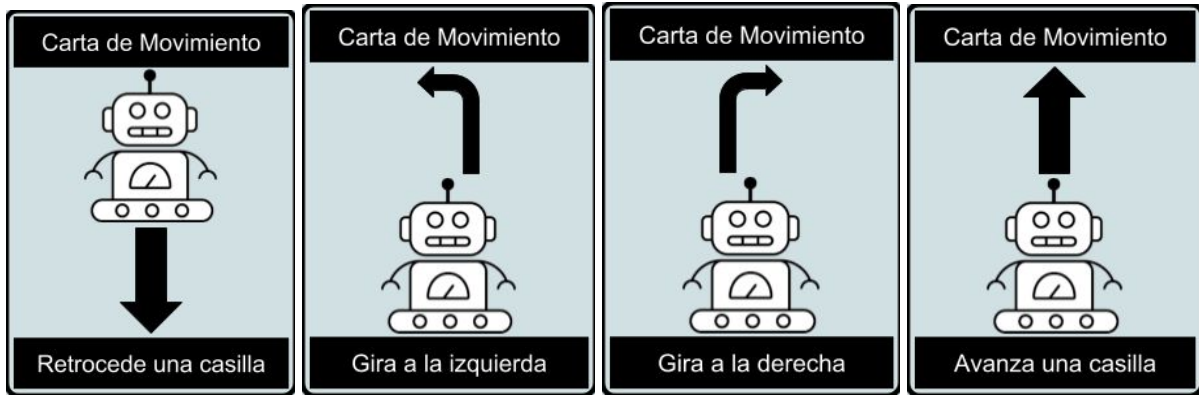 Carta de Movimiento
Retrocede una casilla
Carta de Movimiento
Gira a la izquierda
Carta de Movimiento
Gira a la derecha
Carta de Movimiento
Avanza una casilla